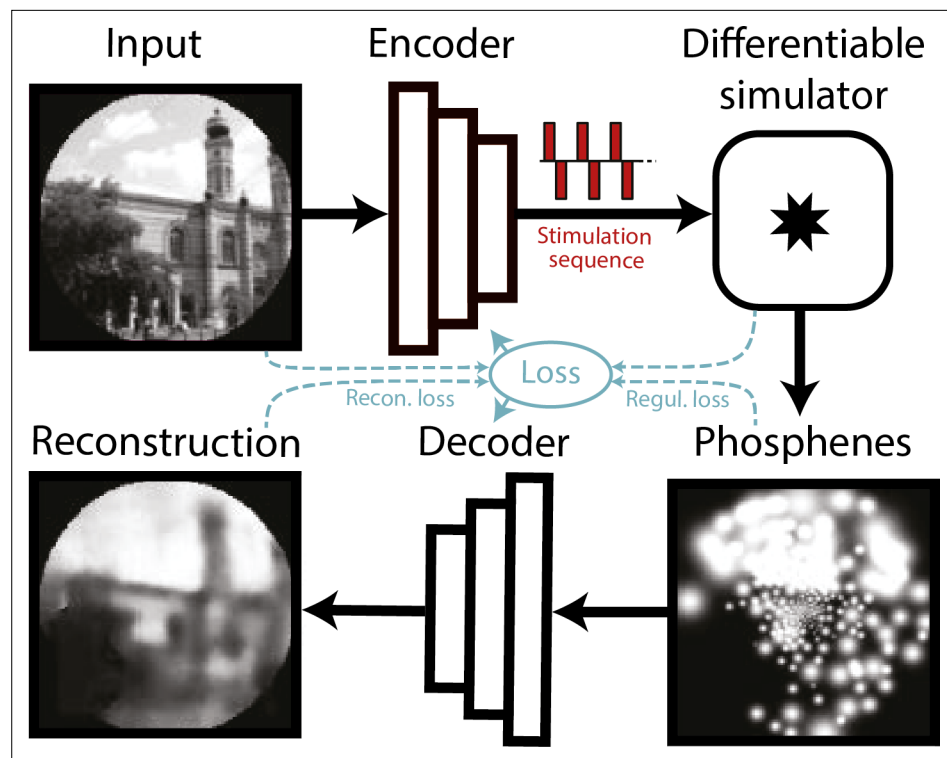 Input
Encoder
Differentiable
simulator
Stimulation
sequence
Loss
Recon. loss
Regul. loss
Reconstruction
Decoder
Phosphenes